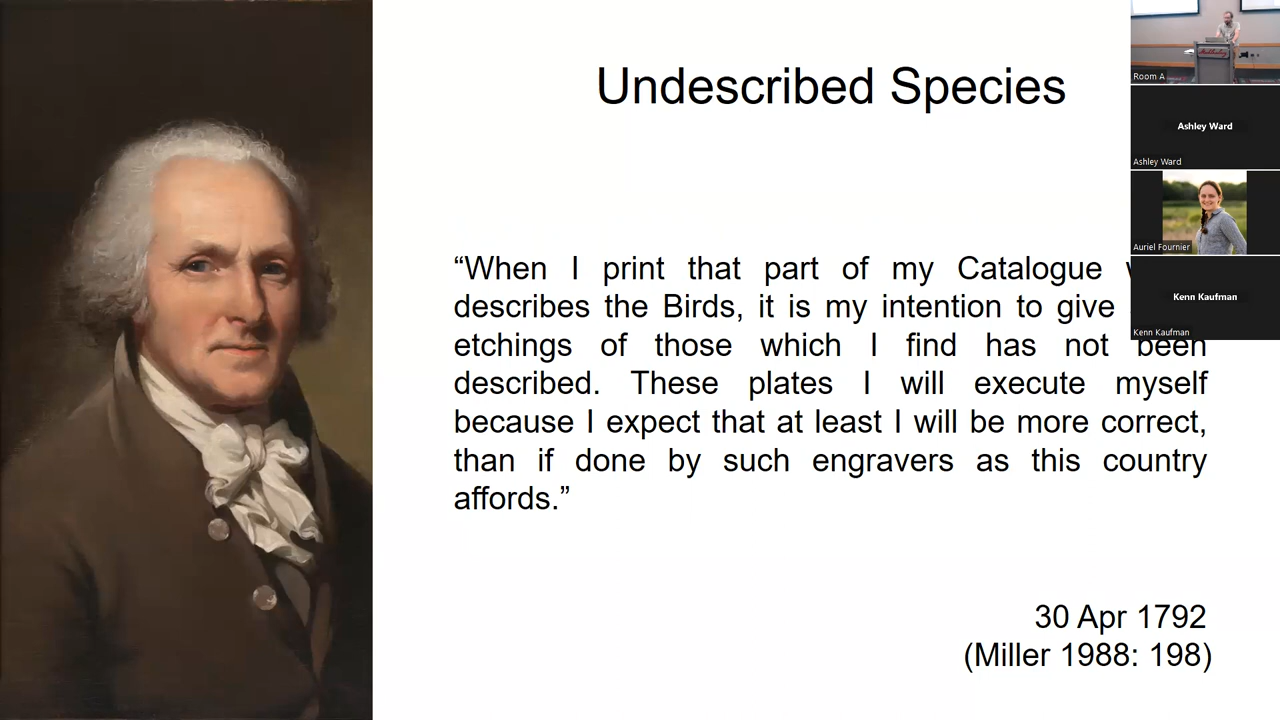 Undescribed Species
“When I print that part of my Catalogue
describes the Birds, it is my intention to give
etchings of those which I find has not been
described. These plates I will execute myself
because I expect that at least I will be more correct,
than if done by such engravers as this country
affords.”
30 Apr 1792
(Miller 1988: 198)
Room A
Ashley Ward
Ashley Ward
Auriel Fournier
Kenn Kaufman
Kenn Kaufman